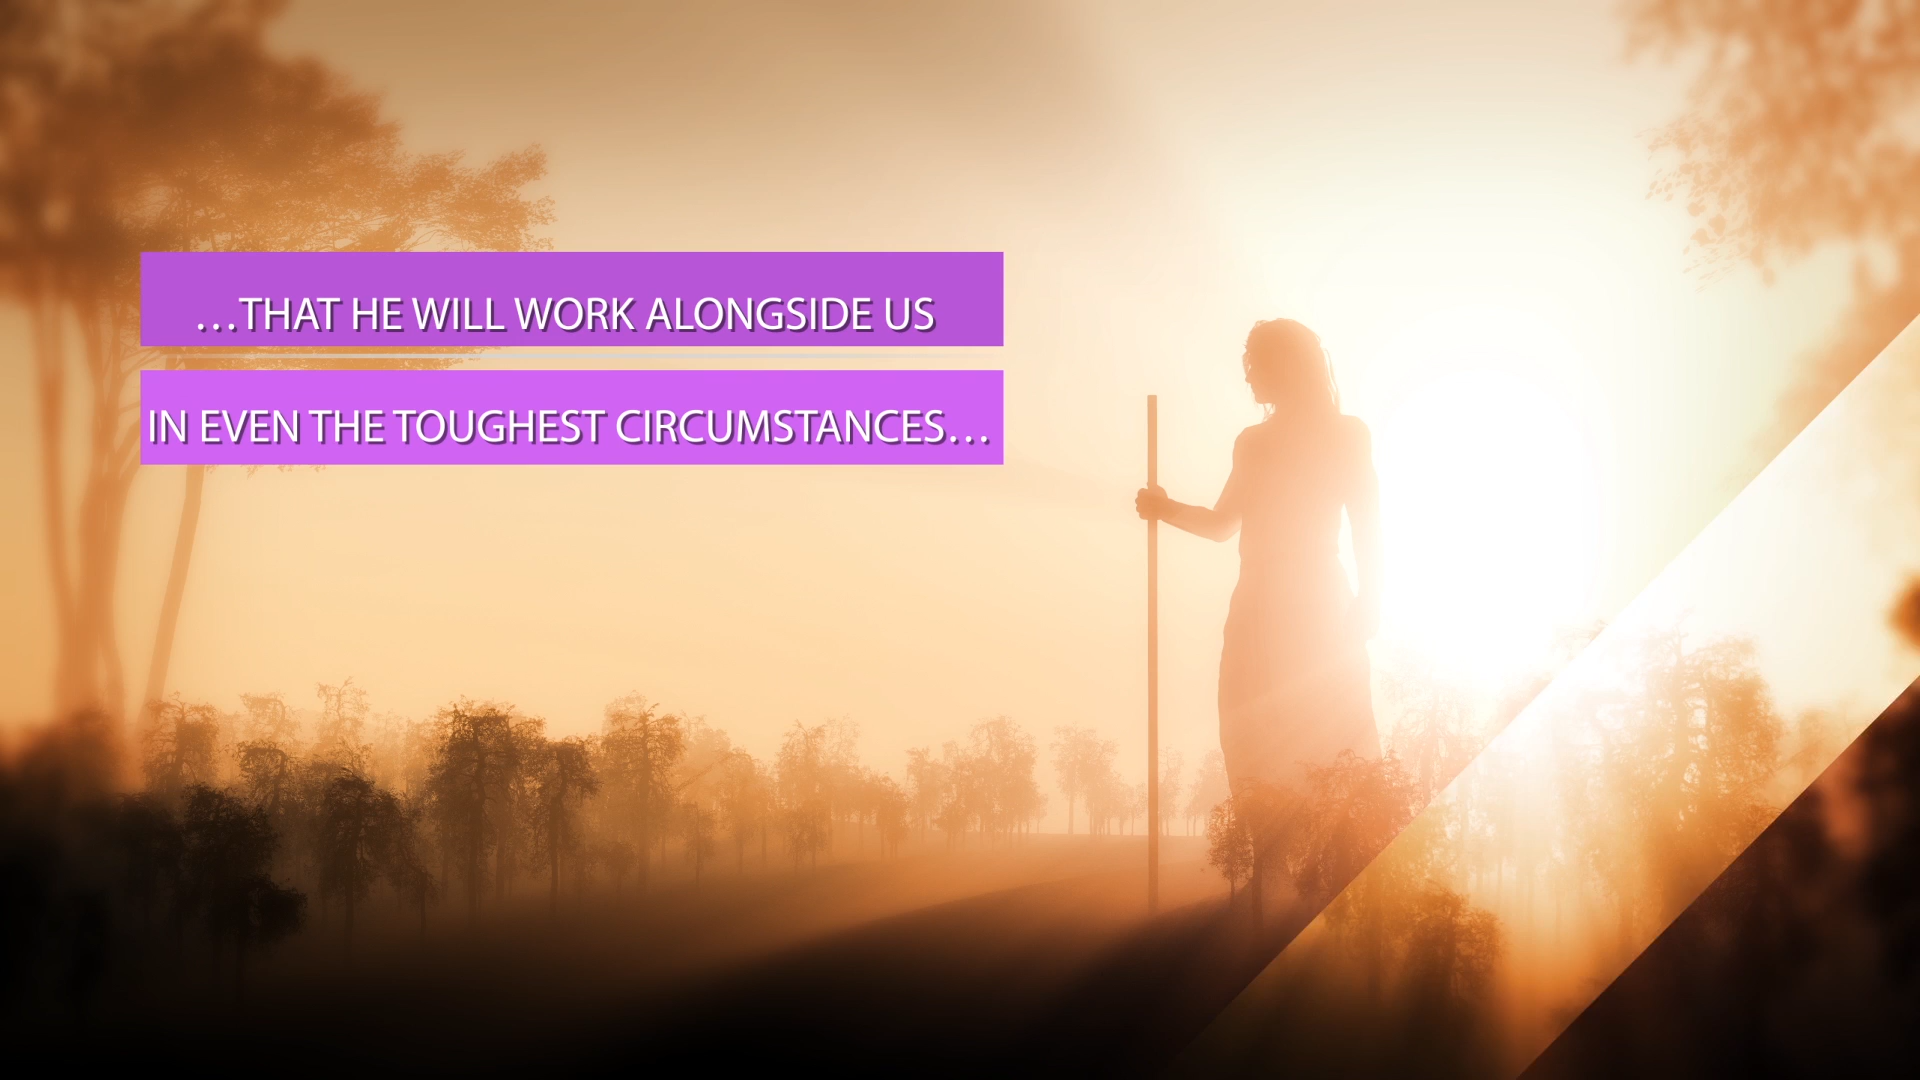 …THAT HE WILL WORK ALONGSIDE US
IN EVEN THE TOUGHEST CIRCUMSTANCES…